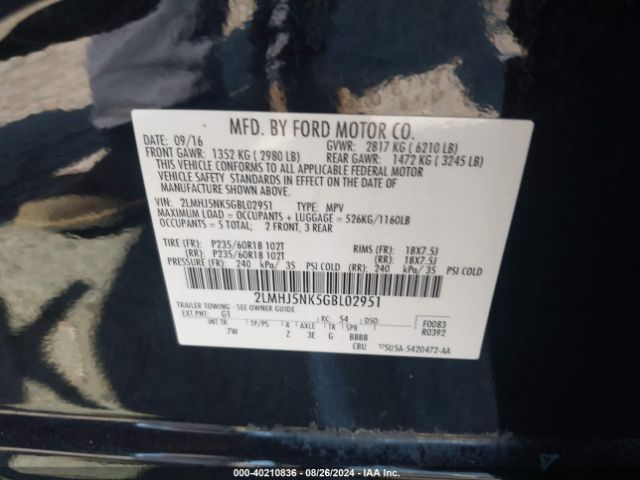 MFD. BY FORD MOTOR CO.
DATE: 09/16 GVWR: 2817 KG ( 6210 LB)
FRONT GAWR: 1352 KG ( 2980 LB) REAR GAWR: 1472 KG ( 3245 LB)
THIS VEHICLE CONFORMS TO ALL APPLICABLE FEDERAL MOTOR
VEHICLE SAFETY STANDARDS IN EFFECT ON THE DATE OF MANUFACTURE
SHOWN ABOVE.
VIN: 2LMHJ5NK5GBL02951 TYPE: MPV
MAXIMUM LOAD = OCCUPANTS + LUGGAGE = 526KG/1160LB
OCCUPANTS = 5 TOTAL; 2 FRONT, 3 REAR
TIRE (FR): P235/60R18 102T RIMS (FR): 18X7.5J
(RR): P235/60R18 102T (RR): 18X7.5J
PRESSURE (FR): 240 kPa/ 35 PSI COLD (RR): 240 kPa/ 35 PSI COLD
2LMHJ5NK5GBL02951
TRAILER TOWING - SEE OWNER GUIDE
EXT PNT: G1 RC: 54 DSO: F0083
INT TR TP/PS R AXLE TR SPR R0392
7W Z 3E G BBBB
CBU SU5A-5420472-AA
000-40210836 - 08/26/2024 - IAA Inc.